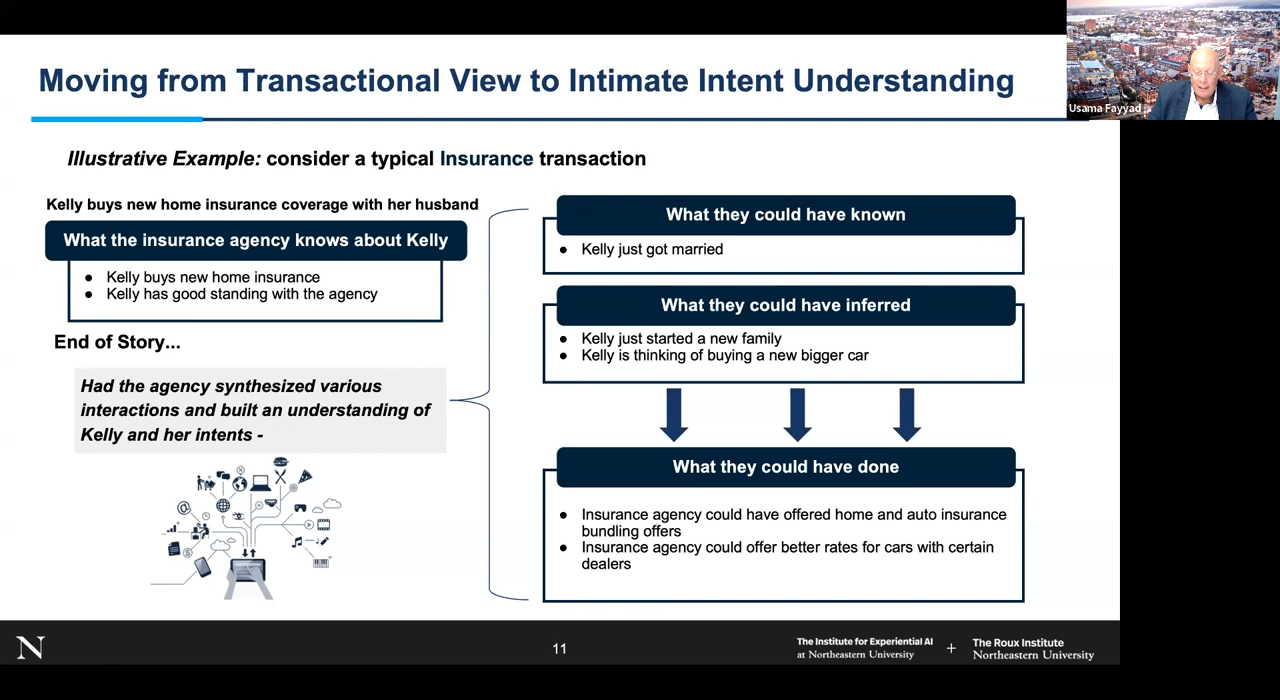 Moving from Transactional View to Intimate Intent Understanding
Usama Fayyad
Illustrative Example: consider a typical Insurance transaction
Kelly buys new home insurance coverage with her husband
What the insurance agency knows about Kelly
● Kelly buys new home insurance
● Kelly has good standing with the agency
End of Story...
Had the agency synthesized various
interactions and built an understanding of
Kelly and her intents -
What they could have known
● Kelly just got married
What they could have inferred
● Kelly just started a new family
● Kelly is thinking of buying a new bigger car
What they could have done
● Insurance agency could have offered home and auto insurance
bundling offers
● Insurance agency could offer better rates for cars with certain
dealers
N
11
The Institute for Experiential AI
at Northeastern University
+
The Roux Institute
Northeastern University